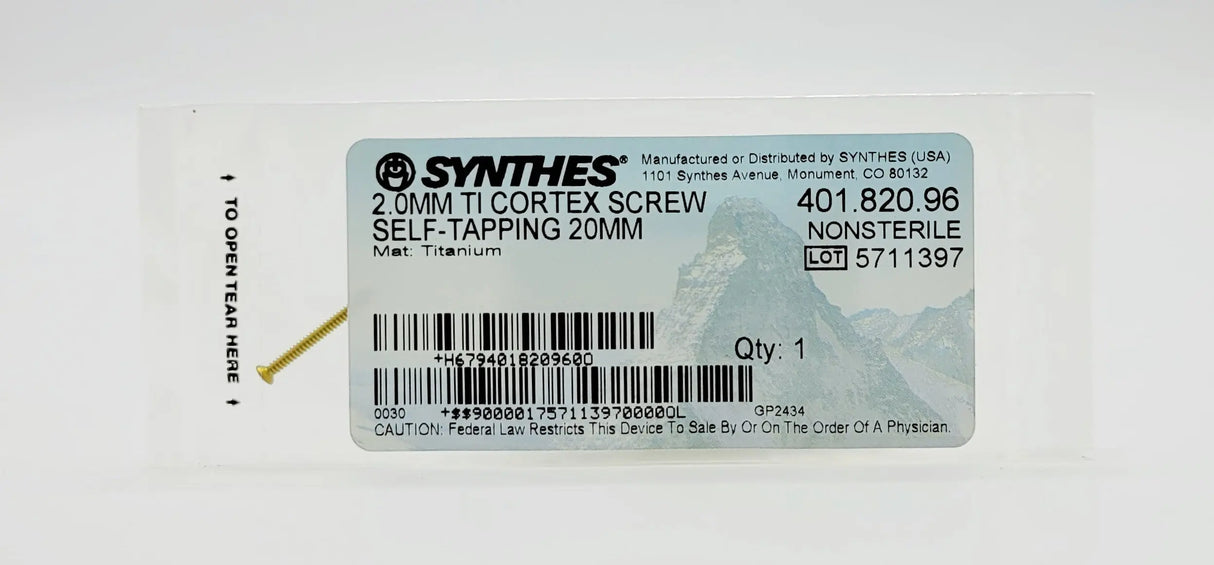 TO OPEN TEAR HERE
SYNTHES®
Manufactured or Distributed by SYNTHES (USA)
1101 Synthes Avenue, Monument, CO 80132
2.0MM TI CORTEX SCREW
401.820.96
SELF-TAPPING 20MM
NONSTERILE
Mat: Titanium
LOT 5711397
+H679401820960O
Qty: 1
0030 +$$90000017571139700000L GP2434
CAUTION: Federal Law Restricts This Device To Sale By Or On The Order Of A Physician.